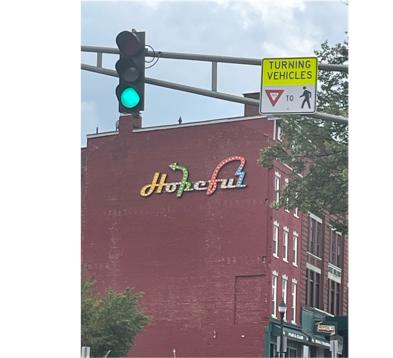 TURNING
VEHICLES
TO
Hopeful